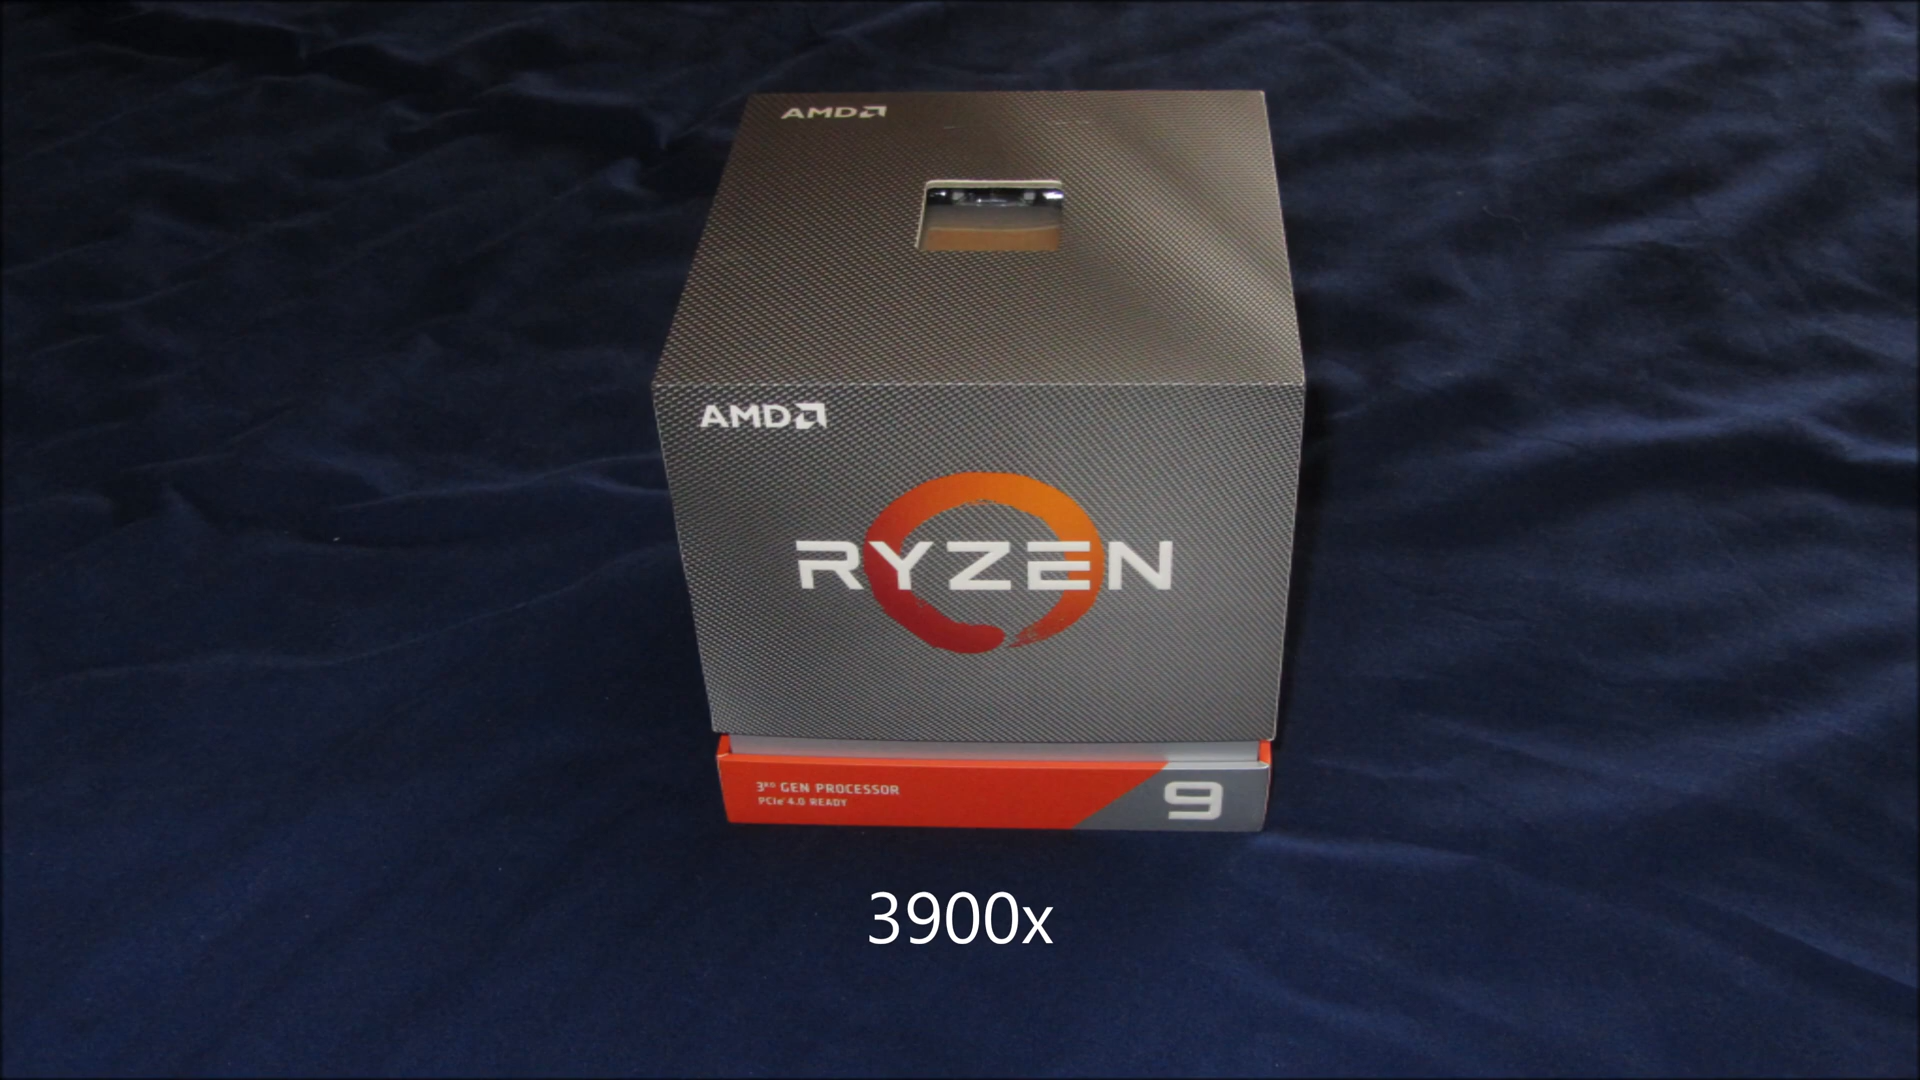 AMD
AMD
RYZEN
3RD GEN PROCESSOR
PCIe® 4.0 READY
9
3900x